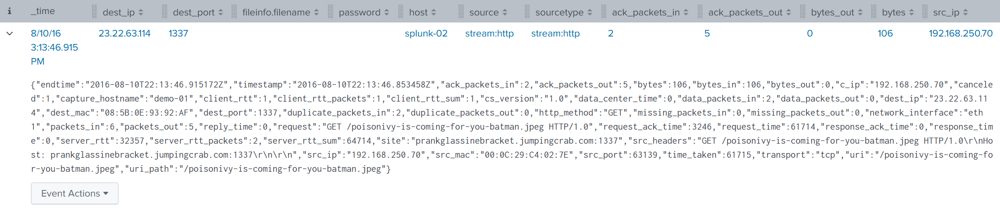 i _time dest_ip dest_port fileinfo.filename password host source sourcetype ack_packets_in ack_packets_out bytes_out bytes src_ip
8/10/16 23.22.63.114 1337 splunk-02 stream:http stream:http 2 5 0 106 192.168.250.70
3:13:46.915
PM
{"endtime":"2016-08-10T22:13:46.915172Z","timestamp":"2016-08-10T22:13:46.853458Z","ack_packets_in":2,"ack_packets_out":5,"bytes":106,"bytes_in":106,"bytes_out":0,"c_ip":"192.168.250.70","cancele
d":1,"capture_hostname":"demo-01","client_rtt":1,"client_rtt_packets":1,"client_rtt_sum":1,"cs_version":"1.0","data_center_time":0,"data_packets_in":2,"data_packets_out":0,"dest_ip":"23.22.63.11
4","dest_mac":"08:5B:0E:93:92:AF","dest_port":1337,"duplicate_packets_in":2,"duplicate_packets_out":0,"http_method":"GET","missing_packets_in":0,"missing_packets_out":0,"network_interface":"eth
1","packets_in":6,"packets_out":5,"reply_time":0,"request":"GET /poisonivy-is-coming-for-you-batman.jpeg HTTP/1.0","request_ack_time":3246,"request_time":61714,"response_ack_time":0,"response_tim
e":0,"server_rtt":32357,"server_rtt_packets":2,"server_rtt_sum":64714,"site":"prankglassinebracket.jumpingcrab.com:1337","src_headers":"GET /poisonivy-is-coming-for-you-batman.jpeg HTTP/1.0\r\nHo
st: prankglassinebracket.jumpingcrab.com:1337\r\n\r\n","src_ip":"192.168.250.70","src_mac":"00:0C:29:C4:02:7E","src_port":63139,"time_taken":61715,"transport":"tcp","uri":"/poisonivy-is-coming-fo
r-you-batman.jpeg","uri_path":"/poisonivy-is-coming-for-you-batman.jpeg"}
Event Actions